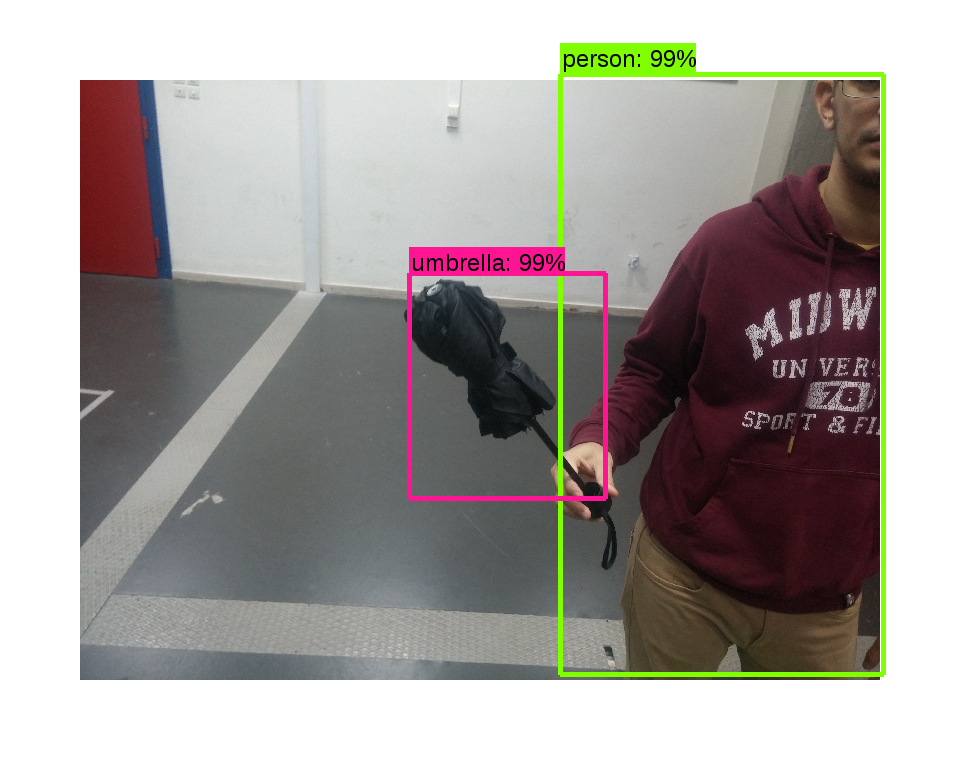 person: 99%
umbrella: 99%
MIDW
UNIVERS
78
SPORT & FI